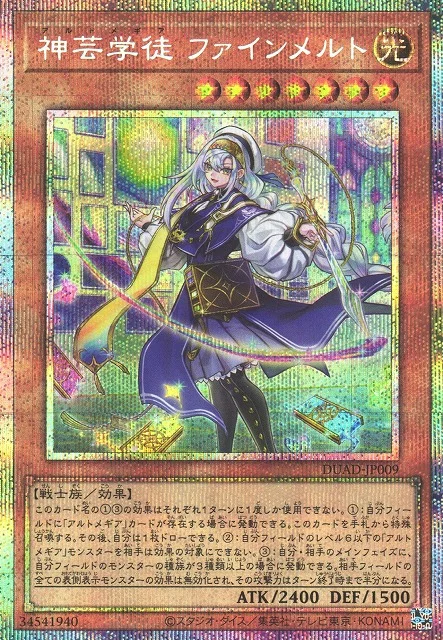 アルトメギア
神芸学徒 ファインメルト
光
DUAD-JP009
【戦士族/効果】
このカード名の①③の効果はそれぞれ1ターンに1度しか使用できない。①:自分フィ
ールドに「アルトメギア」カードが存在する場合に発動できる。このカードを手札から特殊
召喚する。その後、自分は1枚ドローできる。②:自分フィールドのレベル6以下の「アルト
メギア」モンスターを相手は効果の対象にできない。③:自分・相手のメインフェイズに、
自分フィールドのモンスターの種族が3種類以上の場合に発動できる。相手フィールド
の全ての表側表示モンスターの効果は無効化され、その攻撃力はターン終了時まで半分になる。
ATK/2400 DEF/1500
34541940
©スタジオ・ダイス/集英社・テレビ東京・KONAMI